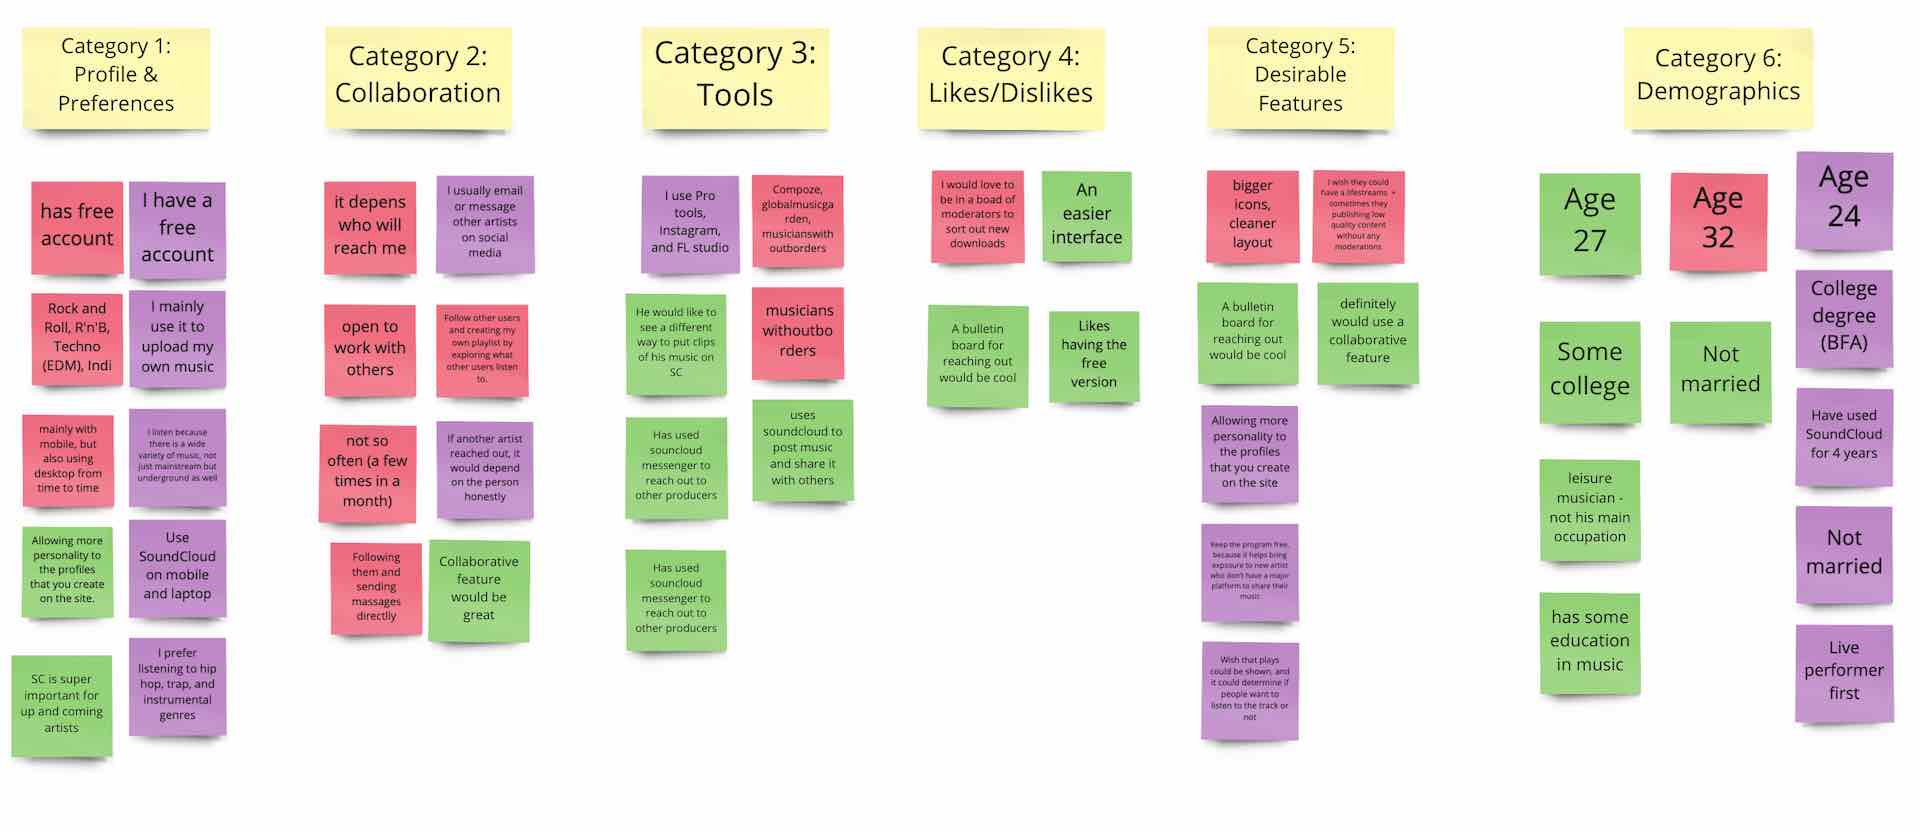 Category 1:
Profile &
Preferences
has free
account
I have a
free
account
Rock and
Roll, R'n'B,
Techno
(EDM), Indi
I mainly
use it to
upload my
own music
mainly with
mobile, but
also using
desktop from
time to time
I listen because
there is a wide
variety of music, not
just mainstream but
underground as well
Allowing more
personality to
the profiles
that you create
on the site.
Use
SoundCloud
on mobile
and laptop
SC is super
important for
up and coming
artists
I prefer
listening to hip
hop, trap, and
instrumental
genres
Category 2:
Collaboration
it depens
who will
reach me
I usually email
or message
other artists
on social
media
open to
work with
others
Follow other users
and creating my
own playlist by
exploring what
other users listen
to.
not so
often (a few
times in a
month)
If another artist
reached out, it
would depend
on the person
honestly
Following
them and
sending
massages
directlly
Collaborative
feature
would be
great
Category 3:
Tools
I use Pro
tools,
Instagram,
and FL studio
Compoze,
globalmusicga
rden,
musicianswith
outborders
He would like to
see a different
way to put clips
of his music on
SC
musicians
withoutbo
rders
Has used
souncloud
messenger to
reach out to
other producers
uses
soundcloud to
post music
and share it
with others
Has used
souncloud
messenger to
reach out to
other producers
Category 4:
Likes/Dislikes
I would love to
be in a boad of
moderators to
sort out new
downloads
An
easier
interface
A bulletin
board for
reaching out
would be cool
Likes
having the
free
version
Category 5:
Desirable
Features
bigger
icons,
cleaner
layout
I wish they could
have a lifestreams +
sometimes they
publishing low
quality content
without any
moderations
A bulletin
board for
reaching out
would be cool
definitely
would use a
collaborative
feature
Allowing more
personality to
the profiles
that you create
on the site
Keep the program free,
because it helps bring
exposure to new artist
who don't have a major
platform to share their
music
Wish that plays
could be shown, and
it could determine if
people want to
listen to the track or
not
Category 6:
Demographics
Age
27
Age
32
Age
24
Some
college
Not
married
College
degree
(BFA)
leisure
musician -
not his main
occupation
Have used
SoundCloud
for 4 years
has some
education
in music
Not
married
Live
performer
first